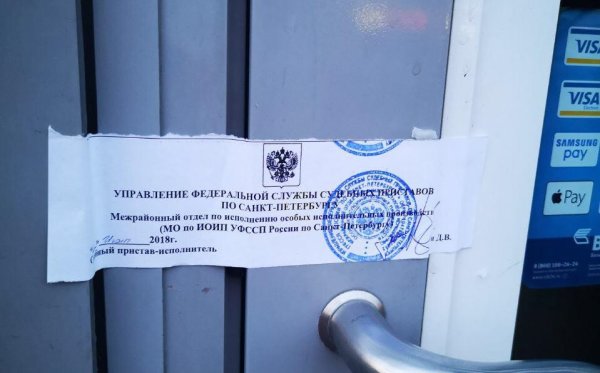 УПРАВЛЕНИЕ ФЕДЕРАЛЬНОЙ СЛУЖБЫ СУДЕБНЫХ ПРИСТАВОВ
ПО САНКТ-ПЕТЕРБУРГУ
Межрайонный отдел по исполнению особых исполнительных производств
(МО по ИОИП УФССП России по Санкт-Петербургу)
2018г.
Д.В.
пристав-исполнитель
VISA
VISA
SAMSUNG
pay
Pay